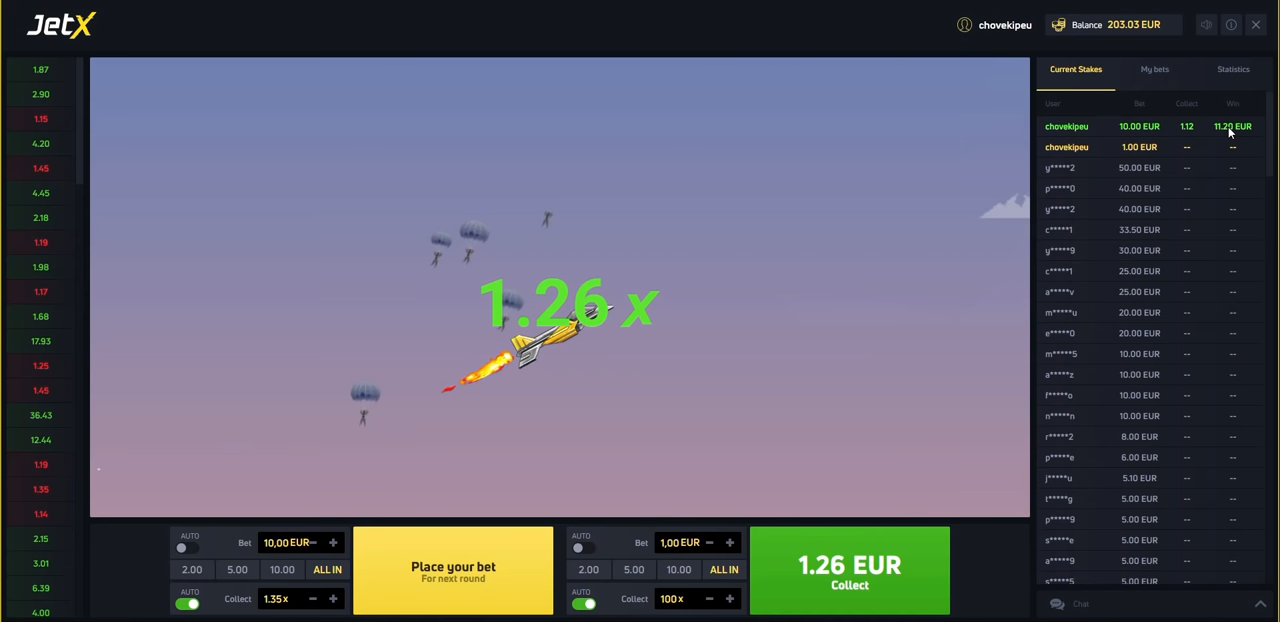 JetX
chovekipeu
Balance 203.03 EUR
1.87
2.90
1.15
4.20
1.45
4.45
2.18
1.19
1.98
1.17
1.68
17.93
1.25
1.45
36.43
12.44
1.19
1.35
1.14
2.15
3.01
6.39
4.00
1.26 x
Current Stakes My bets Statistics
User Bet Collect Win
chovekipeu 10.00 EUR 1.12 11.20 EUR
chovekipeu 1.00 EUR -- --
y*****2 50.00 EUR -- --
p*****0 40.00 EUR -- --
y*****2 40.00 EUR -- --
c*****1 33.50 EUR -- --
y*****9 30.00 EUR -- --
c*****1 25.00 EUR -- --
a*****v 25.00 EUR -- --
m*****u 20.00 EUR -- --
e*****0 20.00 EUR -- --
m*****5 10.00 EUR -- --
a*****z 10.00 EUR -- --
f*****o 10.00 EUR -- --
n*****n 10.00 EUR -- --
r*****2 8.00 EUR -- --
p*****e 6.00 EUR -- --
j*****u 5.10 EUR -- --
t*****g 5.00 EUR -- --
p*****9 5.00 EUR -- --
s*****e 5.00 EUR -- --
a*****9 5.00 EUR -- --
s*****5 5.00 EUR -- --
AUTO
Bet 10,00EUR − +
2.00 5.00 10.00 ALL IN
AUTO
Collect 1.35x − +
Place your bet
For next round
AUTO
Bet 1,00EUR − +
2.00 5.00 10.00 ALL IN
AUTO
Collect 100x − +
1.26 EUR
Collect
Chat